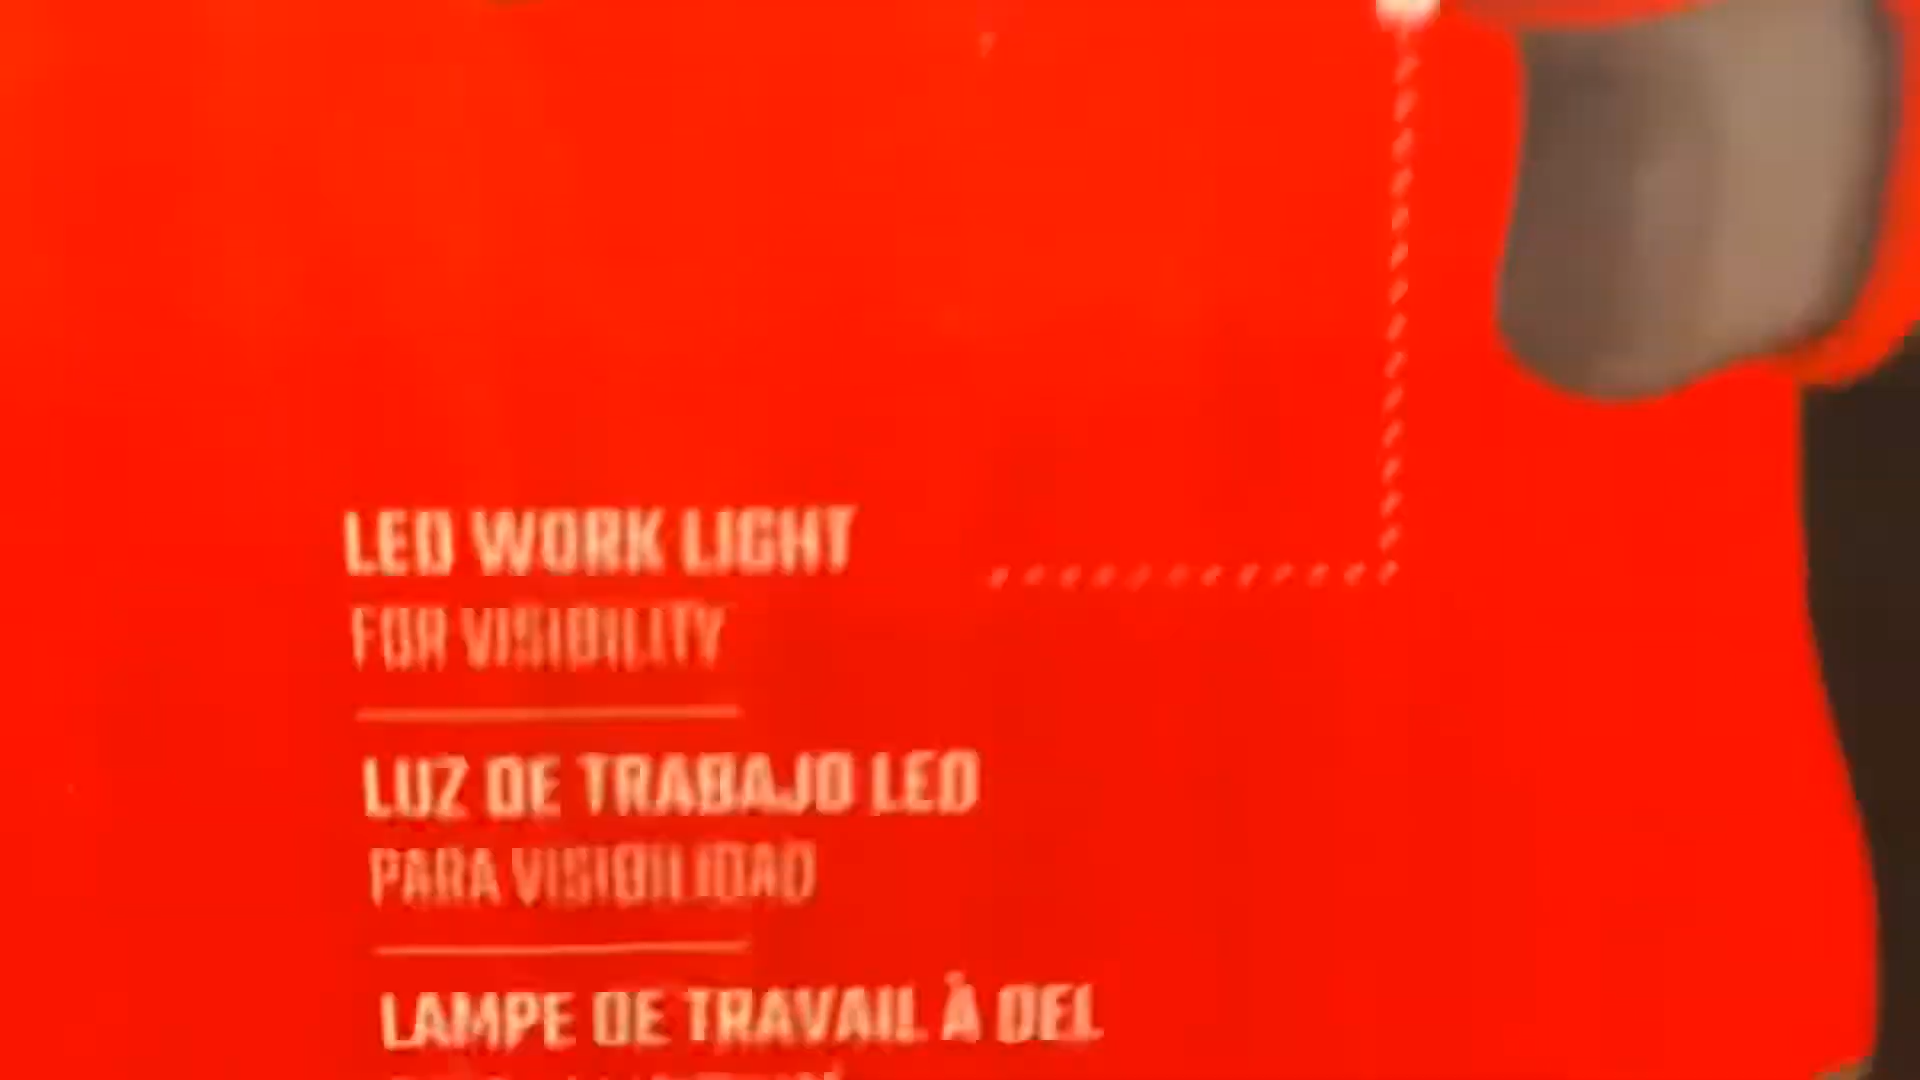 LED WORK LIGHT
FOR VISIBILITY
LUZ DE TRABAJO LED
PARA VISIBILIDAD
LAMPE DE TRAVAIL À DEL